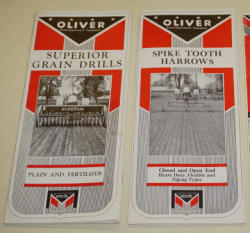 OLIVER
SUPERIOR
GRAIN DRILLS
SUPERIOR
PLAIN AND FERTILIZER
OLIVER
SPIKE TOOTH
HARROWS
Closed and Open End
Heavy Duty, Flexible and
Zigzag Types